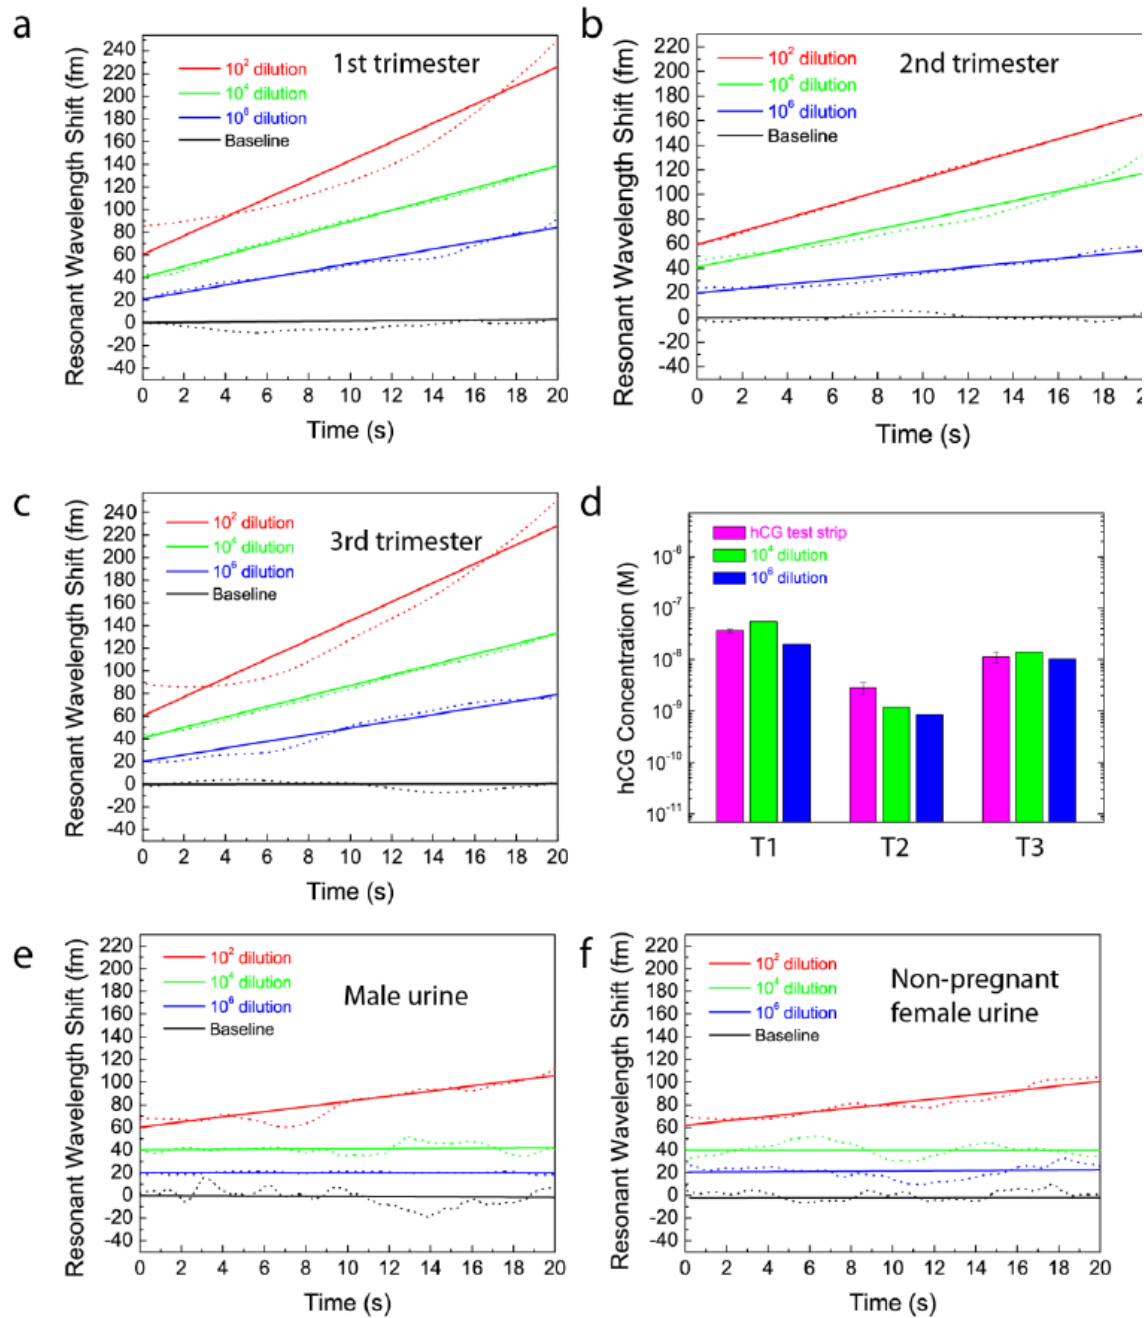 a
1st trimester
10² dilution
10⁴ dilution
10⁶ dilution
Baseline
Resonant Wavelength Shift (fm)
240
220
200
180
160
140
120
100
80
60
40
20
0
-20
-40
0 2 4 6 8 10 12 14 16 18 20
Time (s)
b
2nd trimester
10² dilution
10⁴ dilution
10⁶ dilution
Baseline
Resonant Wavelength Shift (fm)
220
200
180
160
140
120
100
80
60
40
20
0
-20
-40
0 2 4 6 8 10 12 14 16 18 2
Time (s)
c
3rd trimester
10² dilution
10⁴ dilution
10⁶ dilution
Baseline
Resonant Wavelength Shift (fm)
240
220
200
180
160
140
120
100
80
60
40
20
0
-20
-40
0 2 4 6 8 10 12 14 16 18 20
Time (s)
d
hCG test strip
10⁴ dilution
10⁶ dilution
hCG Concentration (M)
10⁻⁶
10⁻⁷
10⁻⁸
10⁻⁹
10⁻¹⁰
10⁻¹¹
T1 T2 T3
e
Male urine
10² dilution
10⁴ dilution
10⁶ dilution
Baseline
Resonant Wavelength Shift (fm)
220
200
180
160
140
120
100
80
60
40
20
0
-20
-40
0 2 4 6 8 10 12 14 16 18 20
Time (s)
f
Non-pregnant
female urine
10² dilution
10⁴ dilution
10⁶ dilution
Baseline
Resonant Wavelength Shift (fm)
220
200
180
160
140
120
100
80
60
40
20
0
-20
-40
0 2 4 6 8 10 12 14 16 18 20
Time (s)